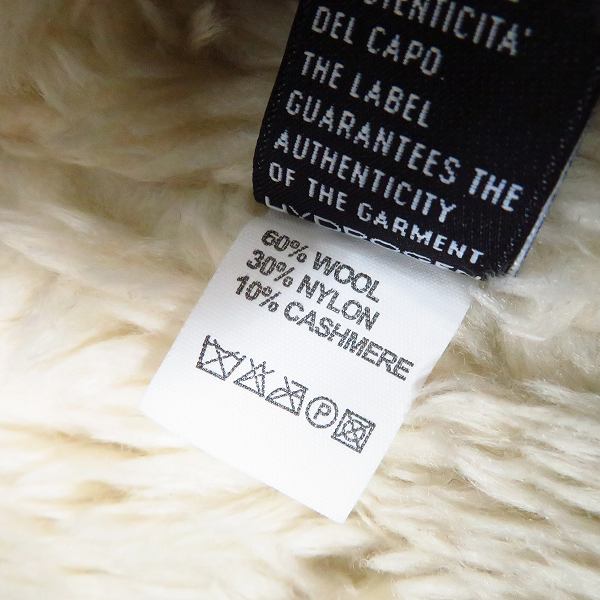 DEL CAPO.
THE LABEL
GUARANTEES THE
AUTHENTICITY
OF THE GARMENT
60% WOOL
30% NYLON
10% CASHMERE
P